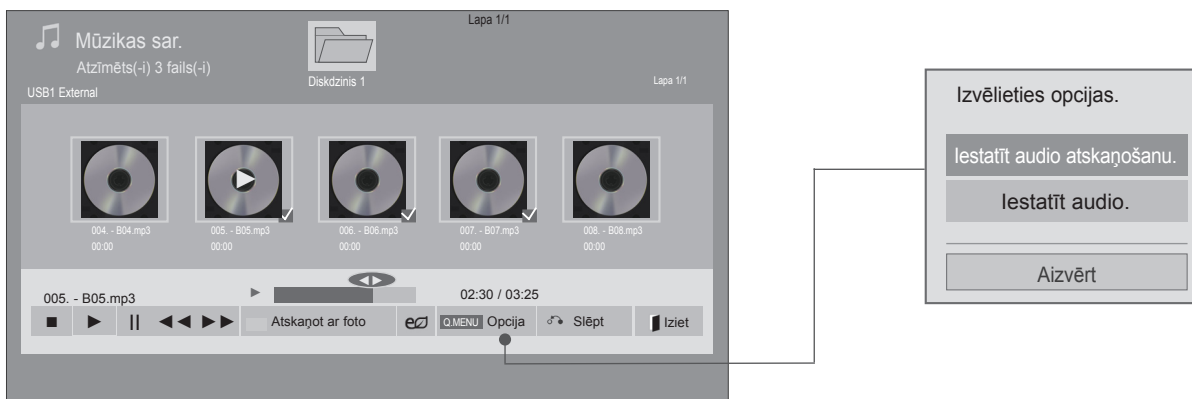 Lapa 1/1
Mūzikas sar.
Atzīmēts(-i) 3 fails(-i)
Diskdzinis 1
Lapa 1/1
USB1 External
004. - B04.mp3
005. - B05.mp3
006. - B06.mp3
007. - B07.mp3
008. - B08.mp3
00:00
00:00
00:00
00:00
00:00
005. - B05.mp3
02:30 / 03:25
Atskaņot ar foto
Q.MENU Opcija
Slēpt
Iziet
Izvēlieties opcijas.
Iestatīt audio atskaņošanu.
Iestatīt audio.
Aizvērt